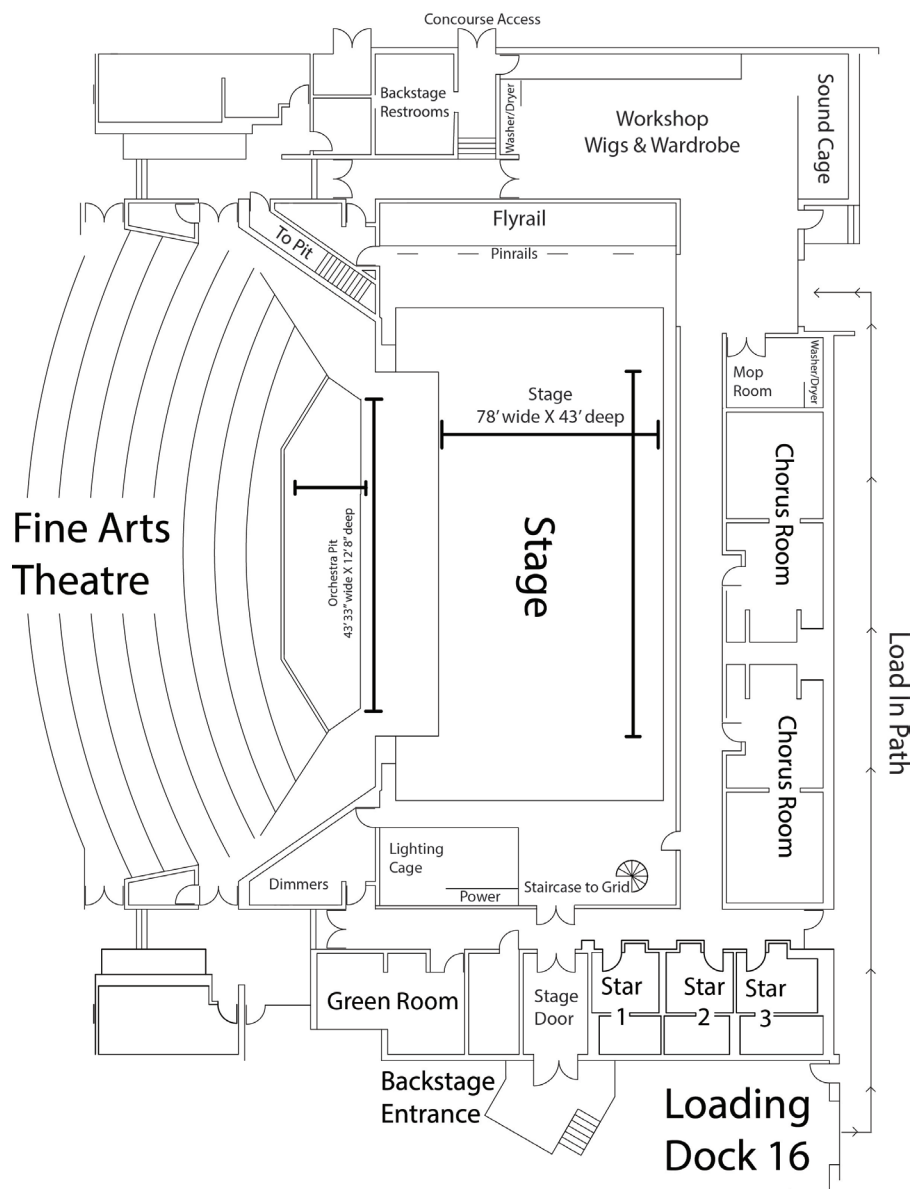 Concourse Access
Backstage
Restrooms
Washer/Dryer
Workshop
Wigs & Wardrobe
Sound Cage
Flyrail
To Pit
Pinrails
Mop
Room
Washer/Dryer
Stage
78' wide X 43' deep
Chorus Room
Fine Arts
Theatre
Orchestra Pit
43' 33" wide X 12' 8" deep
Stage
Load In Path
Chorus Room
Lighting
Cage
Dimmers
Power
Staircase to Grid
Green Room
Stage
Door
Star
1
Star
2
Star
3
Backstage
Entrance
Loading
Dock 16